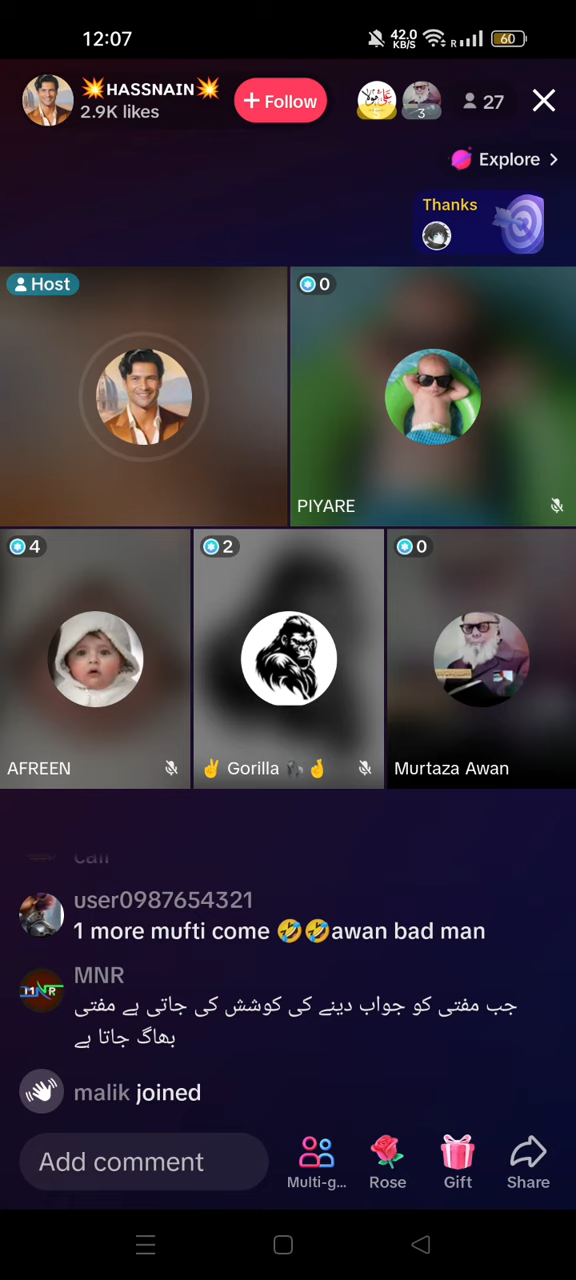 12:07
42.0
KB/S
R
60
💥HASSNAIN💥
2.9K likes
+ Follow
3
27
Explore
Thanks
Host
0
PIYARE
4
2
0
AFREEN
✌️ Gorilla 🦍🤞
Murtaza Awan
call
user0987654321
1 more mufti come 🤣🤣awan bad man
MNR
جب مفتی کو جواب دینے کی کوشش کی جاتی ہے مفتی
بھاگ جاتا ہے
malik joined
Add comment
Multi-g...
Rose
Gift
Share